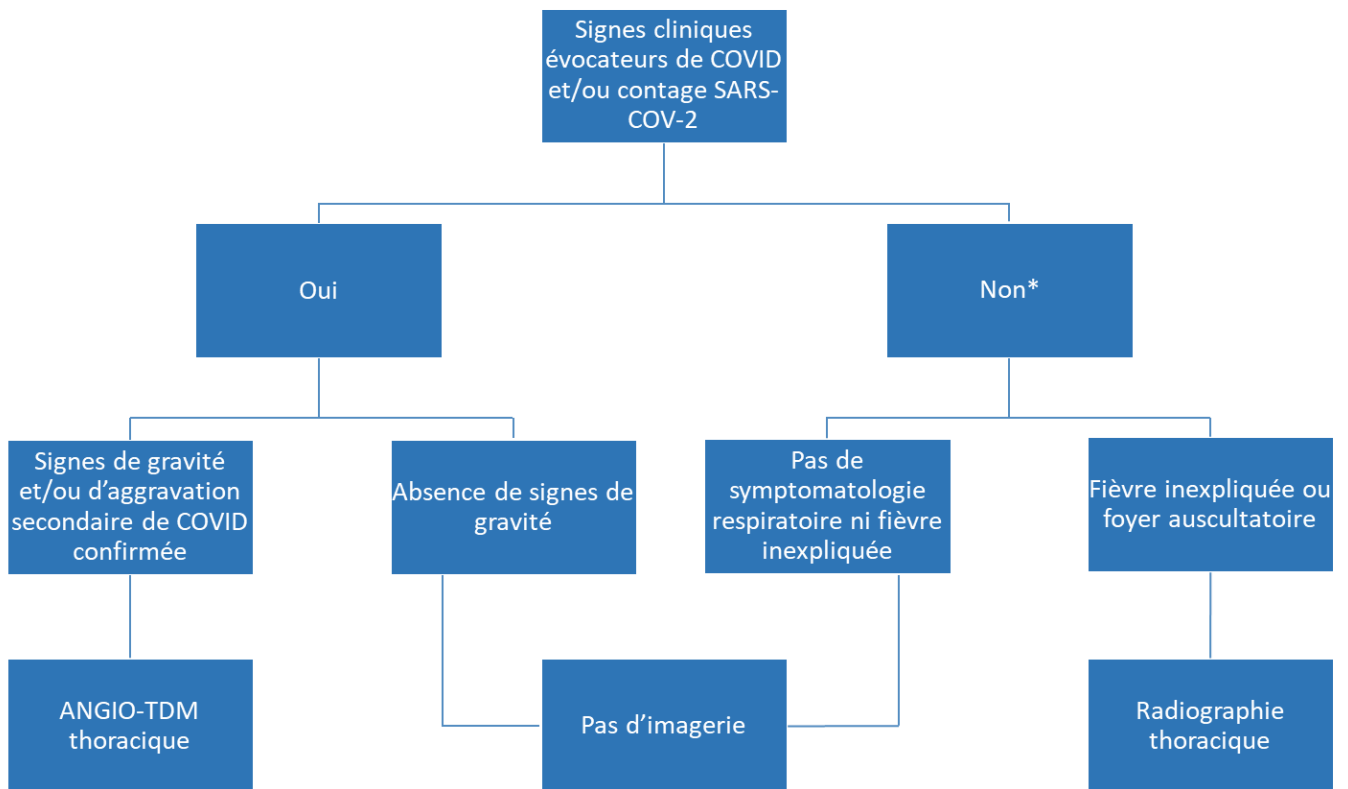 Signes cliniques
évocateurs de COVID
et/ou contage SARS-
COV-2
Oui
Non*
Signes de gravité
et/ou d’aggravation
secondaire de COVID
confirmée
Absence de signes de
gravité
Pas de
symptomatologie
respiratoire ni fièvre
inexpliquée
Fièvre inexpliquée ou
foyer auscultatoire
ANGIO-TDM
thoracique
Pas d’imagerie
Radiographie
thoracique